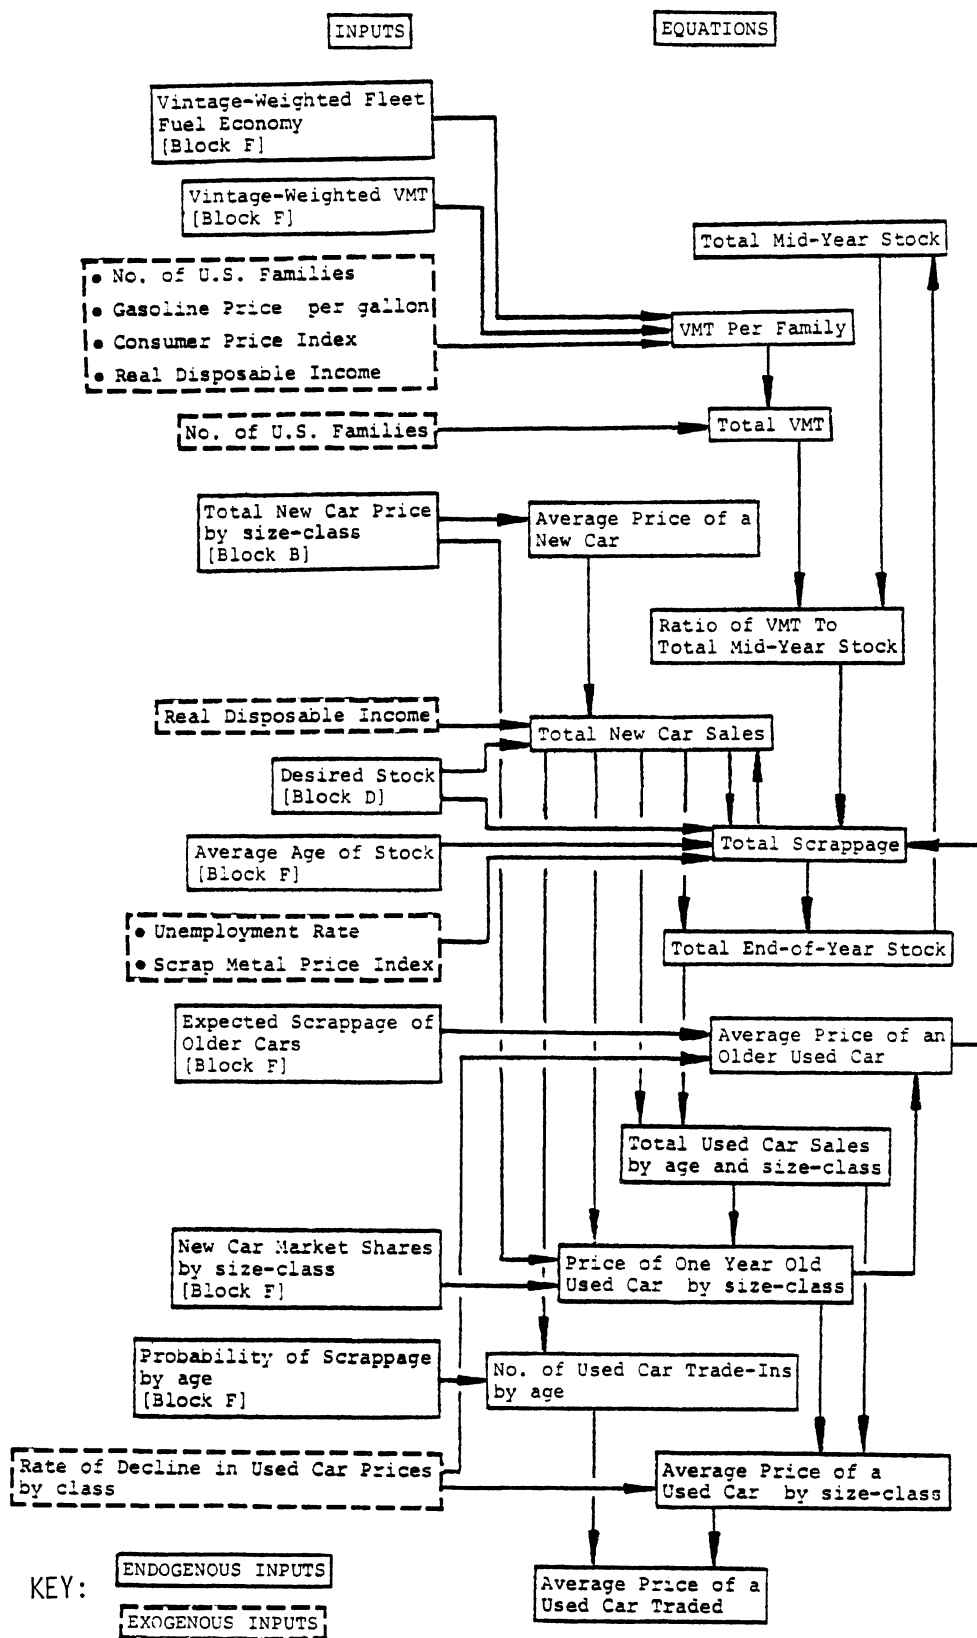 INPUTS
EQUATIONS
Vintage-Weighted Fleet
Fuel Economy
[Block F]
Vintage-Weighted VMT
[Block F]
Total Mid-Year Stock
• No. of U.S. Families
• Gasoline Price per gallon
• Consumer Price Index
• Real Disposable Income
VMT Per Family
No. of U.S. Families
Total VMT
Total New Car Price
by size-class
[Block B]
Average Price of a
New Car
Ratio of VMT To
Total Mid-Year Stock
Real Disposable Income
Total New Car Sales
Desired Stock
[Block D]
Total Scrappage
Average Age of Stock
[Block F]
• Unemployment Rate
• Scrap Metal Price Index
Total End-of-Year Stock
Expected Scrappage of
Older Cars
[Block F]
Average Price of an
Older Used Car
Total Used Car Sales
by age and size-class
New Car Market Shares
by size-class
[Block F]
Price of One Year Old
Used Car by size-class
Probability of Scrappage
by age
[Block F]
No. of Used Car Trade-Ins
by age
Rate of Decline in Used Car Prices
by class
Average Price of a
Used Car by size-class
KEY:
ENDOGENOUS INPUTS
EXOGENOUS INPUTS
Average Price of a
Used Car Traded